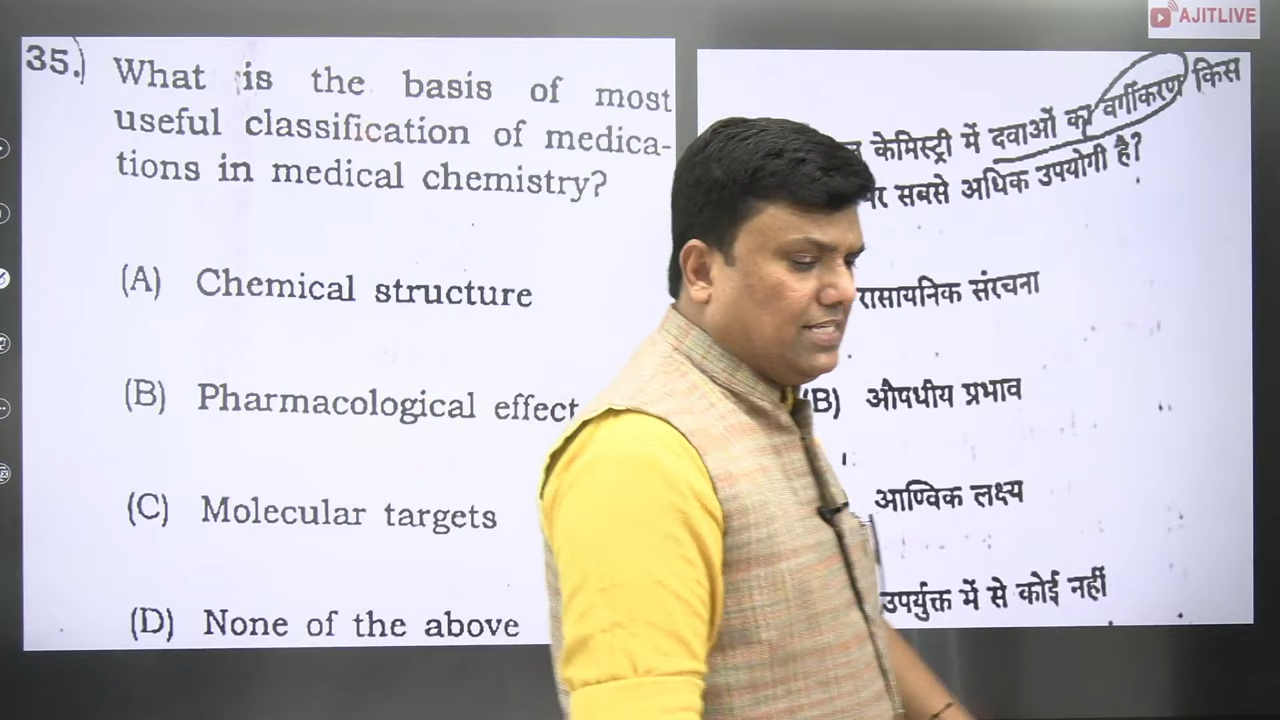 AJITLIVE
35.) What is the basis of most
useful classification of medica-
tions in medical chemistry?
(A) Chemical structure
(B) Pharmacological effect
(C) Molecular targets
(D) None of the above
केमिस्ट्री में दवाओं का वर्गीकरण किस
पर सबसे अधिक उपयोगी है?
रासायनिक संरचना
(B) औषधीय प्रभाव
आण्विक लक्ष्य
उपर्युक्त में से कोई नहीं